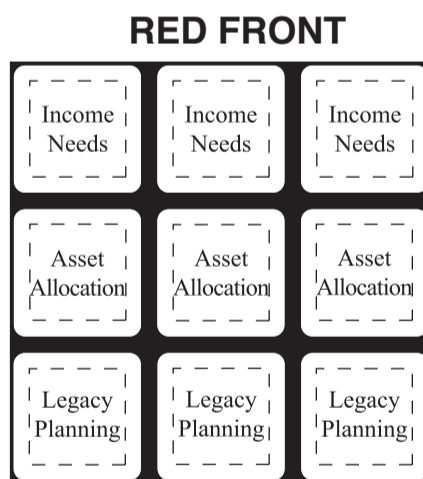 RED FRONT
Income Income Income
Needs Needs Needs
Asset Asset Asset
Allocation Allocation Allocation
Legacy Legacy Legacy
Planning Planning Planning